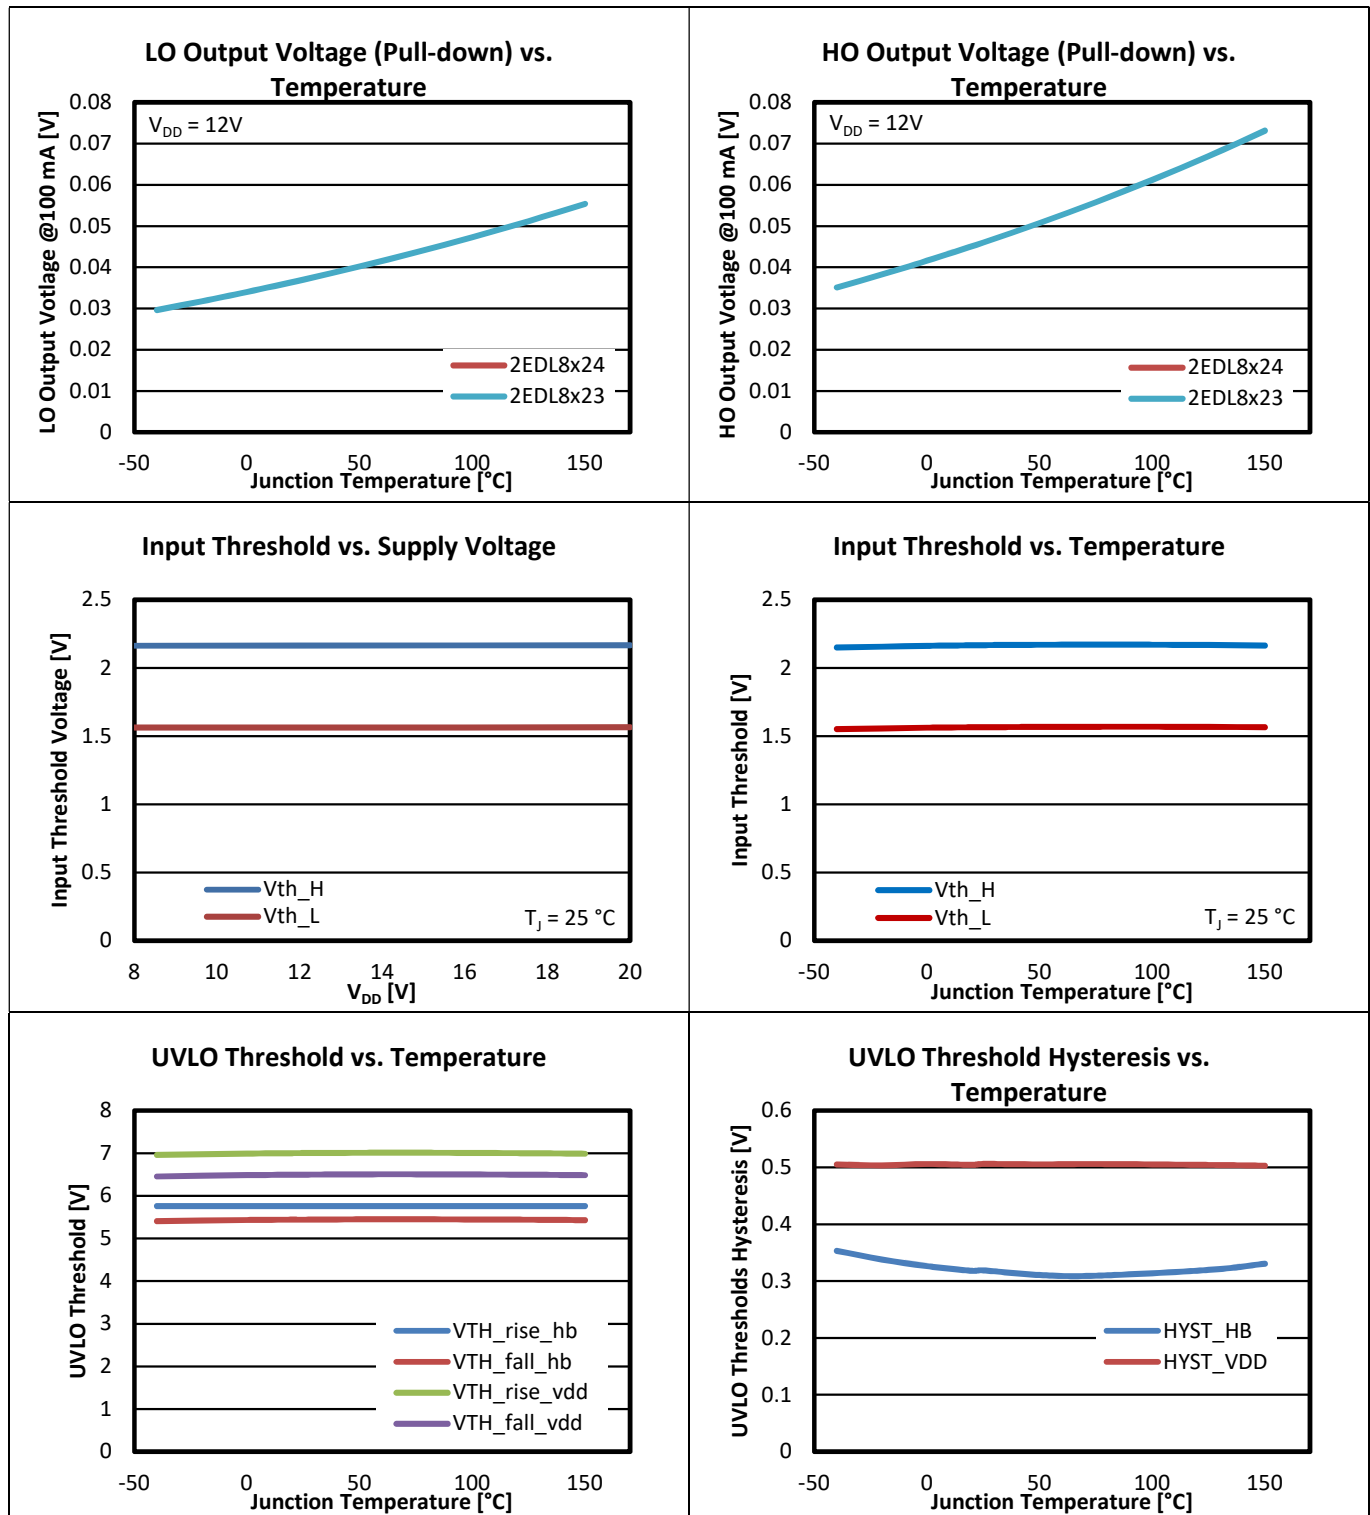 LO Output Voltage (Pull-down) vs.
Temperature
LO Output Votlage @100 mA [V]
0.08
0.07
0.06
0.05
0.04
0.03
0.02
0.01
0
V_DD = 12V
2EDL8x24
2EDL8x23
-50 0 50 100 150
Junction Temperature [°C]
HO Output Voltage (Pull-down) vs.
Temperature
HO Output Votlage @100 mA [V]
0.08
0.07
0.06
0.05
0.04
0.03
0.02
0.01
0
V_DD = 12V
2EDL8x24
2EDL8x23
-50 0 50 100 150
Junction Temperature [°C]
Input Threshold vs. Supply Voltage
Input Threshold Voltage [V]
2.5
2
1.5
1
0.5
0
Vth_H
Vth_L
T_J = 25 °C
8 10 12 14 16 18 20
V_DD [V]
Input Threshold vs. Temperature
Input Threshold [V]
2.5
2
1.5
1
0.5
0
Vth_H
Vth_L
T_J = 25 °C
-50 0 50 100 150
Junction Temperature [°C]
UVLO Threshold vs. Temperature
UVLO Threshold [V]
8
7
6
5
4
3
2
1
0
VTH_rise_hb
VTH_fall_hb
VTH_rise_vdd
VTH_fall_vdd
-50 0 50 100 150
Junction Temperature [°C]
UVLO Threshold Hysteresis vs.
Temperature
UVLO Thresholds Hysteresis [V]
0.6
0.5
0.4
0.3
0.2
0.1
0
HYST_HB
HYST_VDD
-50 0 50 100 150
Junction Temperature [°C]